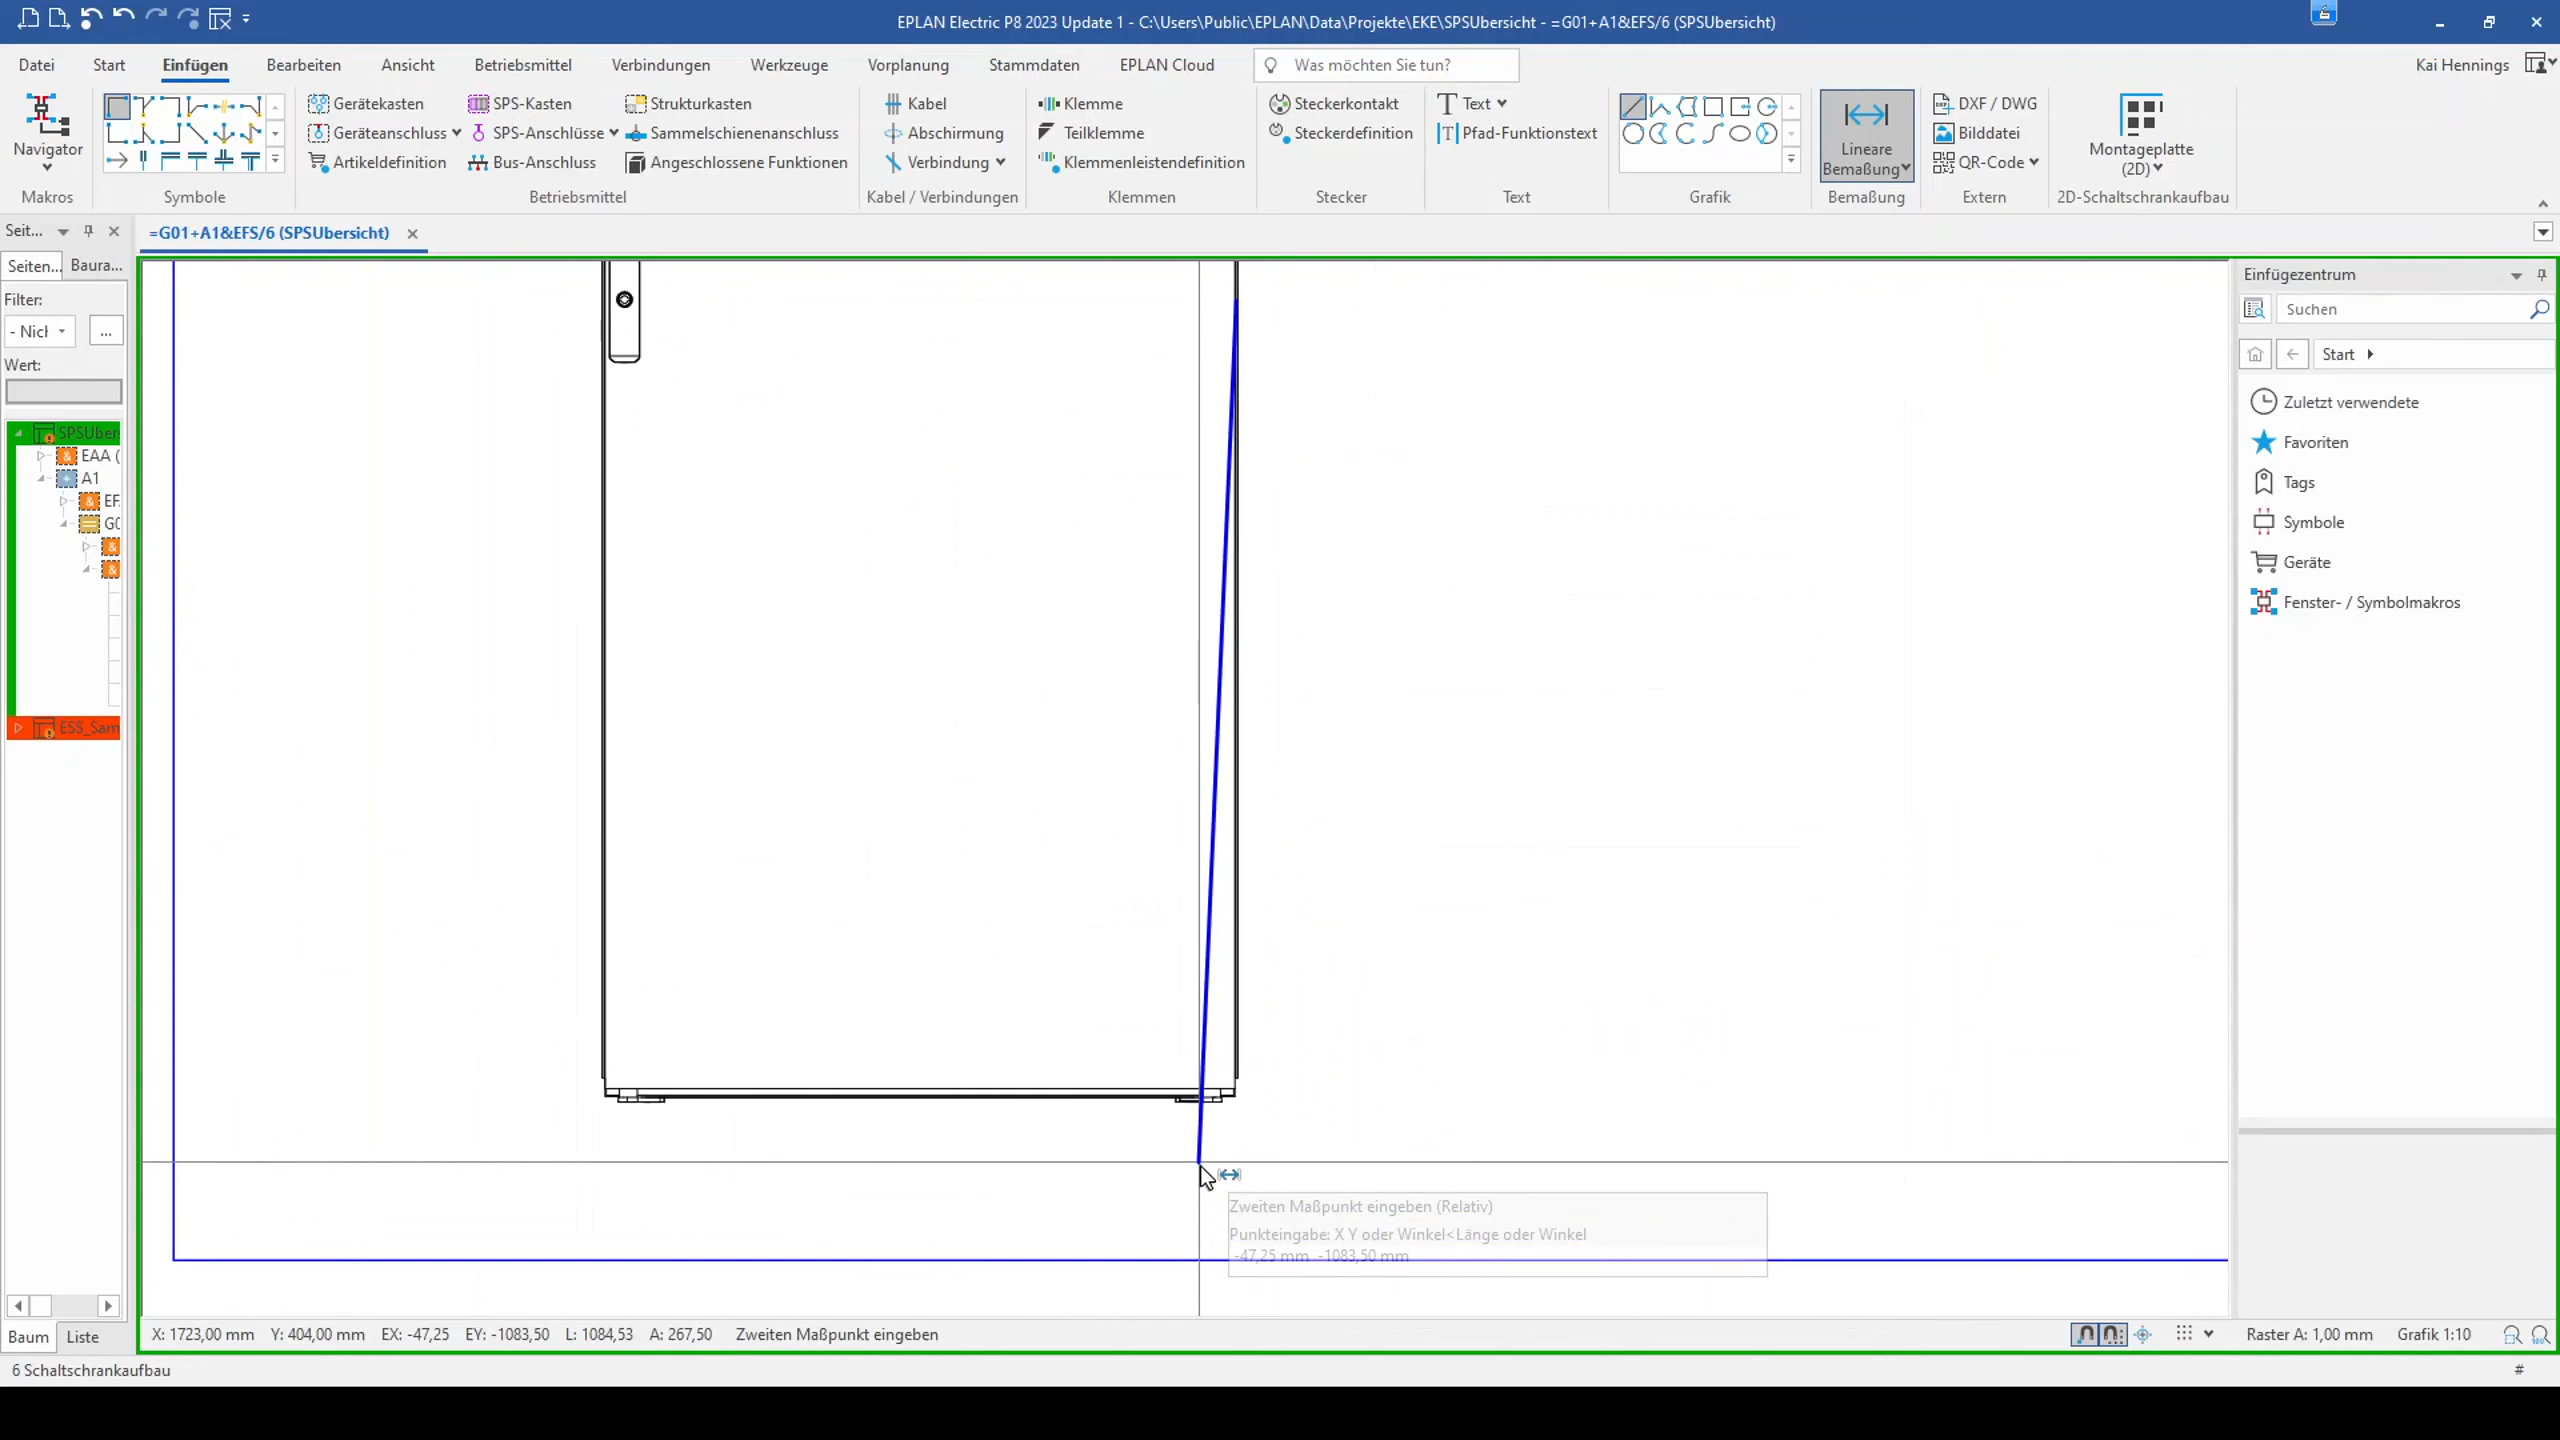 EPLAN Electric P8 2023 Update 1 - C:\Users\Public\EPLAN\Data\Projekte\EKE\SPSUbersicht - =G01+A1&EFS/6 (SPSUbersicht)
Datei Start Einfügen Bearbeiten Ansicht Betriebsmittel Verbindungen Werkzeuge Vorplanung Stammdaten EPLAN Cloud Was möchten Sie tun? Kai Hennings
Gerätekasten SPS-Kasten Strukturkasten Kabel Klemme Steckerkontakt Text DXF / DWG
Navigator Geräteanschluss SPS-Anschlüsse Sammelschienenanschluss Abschirmung Teilklemme Steckerdefinition Pfad-Funktionstext Lineare Bilddatei Montageplatte
Artikeldefinition Bus-Anschluss Angeschlossene Funktionen Verbindung Klemmenleistendefinition Bemaßung QR-Code (2D)
Makros Symbole Betriebsmittel Kabel / Verbindungen Klemmen Stecker Text Grafik Bemaßung Extern 2D-Schaltschrankaufbau
Seit... =G01+A1&EFS/6 (SPSUbersicht)
Seiten... Baura...
Filter:
- Nicl ...
Wert:
SPSUber
EAA (
A1
EF.
G0
ESS_Sam
Einfügezentrum
Suchen
Start
Zuletzt verwendete
Favoriten
Tags
Symbole
Geräte
Fenster- / Symbolmakros
Zweiten Maßpunkt eingeben (Relativ)
Punkteingabe: X Y oder Winkel<Länge oder Winkel
-47,25 mm -1083,50 mm
Baum Liste
X: 1723,00 mm Y: 404,00 mm EX: -47,25 EY: -1083,50 L: 1084,53 A: 267,50 Zweiten Maßpunkt eingeben Raster A: 1,00 mm Grafik 1:10
6 Schaltschrankaufbau #